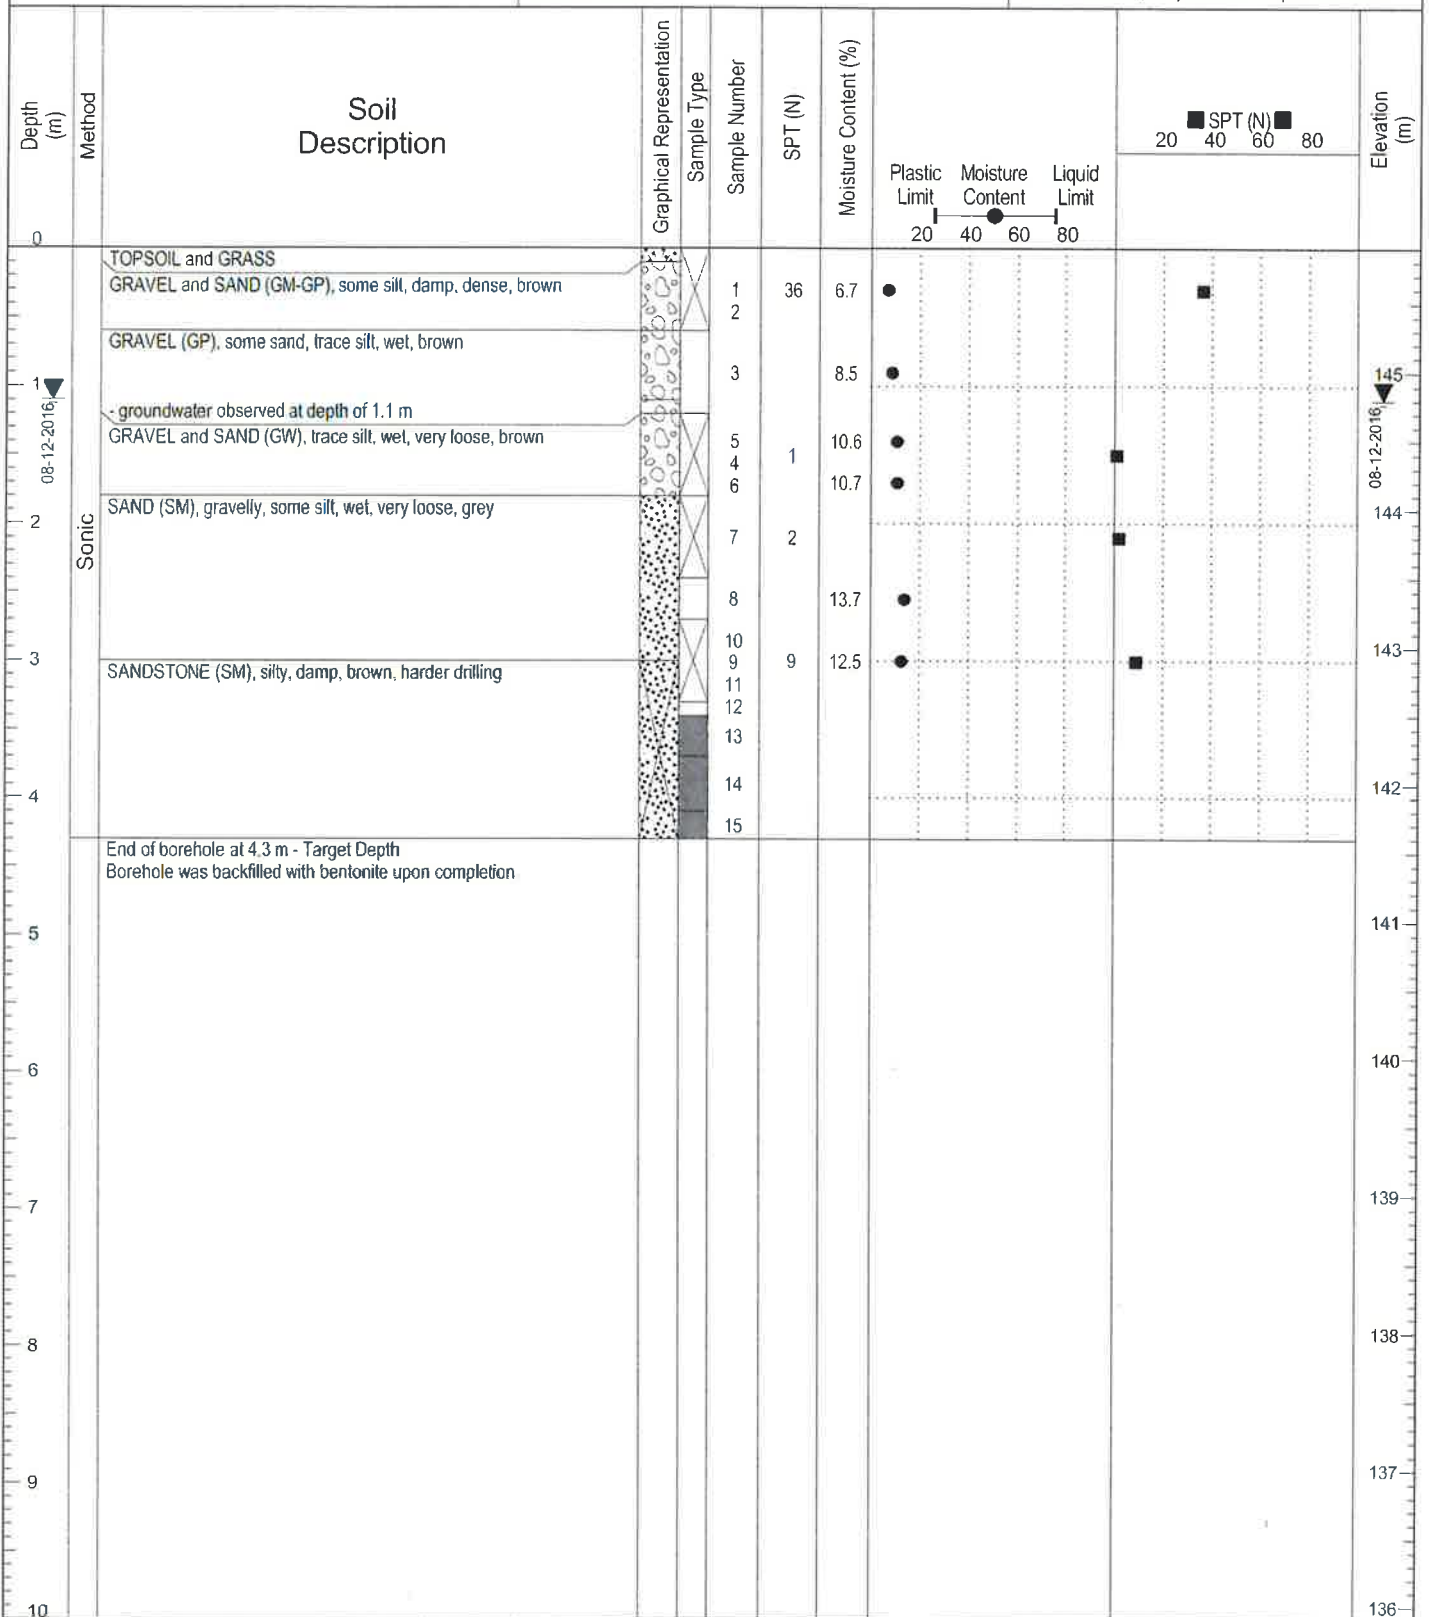 Depth
(m)
Method
Soil
Description
Graphical Representation
Sample Type
Sample Number
SPT (N)
Moisture Content (%)
Plastic
Limit
Moisture
Content
Liquid
Limit
20 40 60 80
SPT (N)
20 40 60 80
Elevation
(m)
0
TOPSOIL and GRASS
GRAVEL and SAND (GM-GP), some silt, damp, dense, brown
1 36 6.7
2
GRAVEL (GP), some sand, trace silt, wet, brown
3 8.5
1
145
- groundwater observed at depth of 1.1 m
08-12-2016
08-12-2016
GRAVEL and SAND (GW), trace silt, wet, very loose, brown
5 10.6
4 1
6 10.7
SAND (SM), gravelly, some silt, wet, very loose, grey
2
144
Sonic
7 2
8 13.7
10
3
9 9 12.5
143
SANDSTONE (SM), silty, damp, brown, harder drilling
11
12
13
14
4
142
15
End of borehole at 4.3 m - Target Depth
Borehole was backfilled with bentonite upon completion
5
141
6
140
7
139
8
138
9
137
10
136